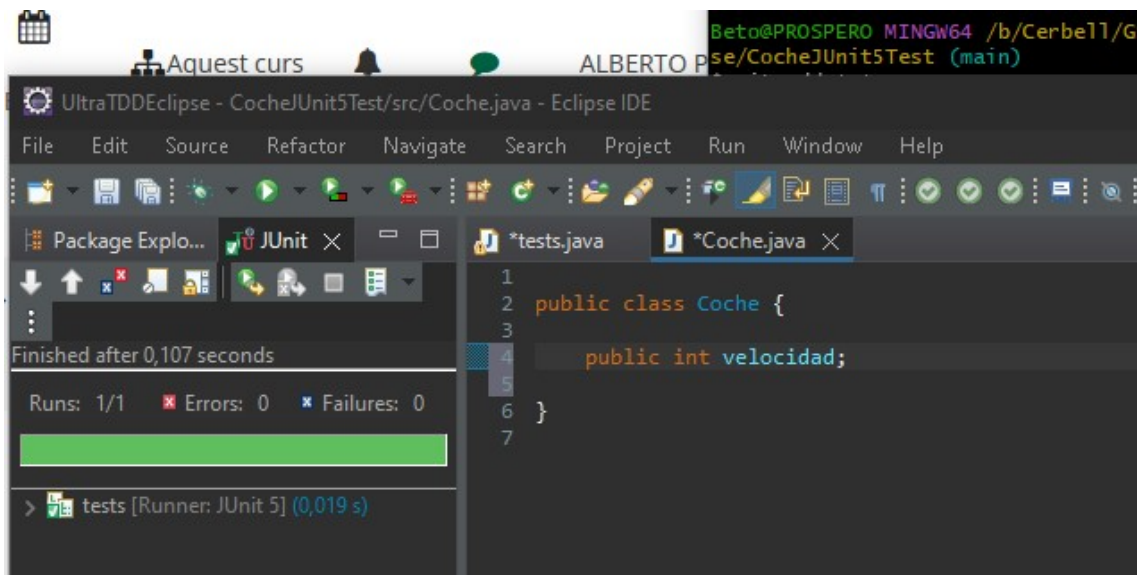 Aquest curs
ALBERTO P
Beto@PROSPERO MINGW64 /b/Cerbell/G
se/CocheJUnit5Test (main)
UltraTDDEclipse - CocheJUnit5Test/src/Coche.java - Eclipse IDE
File Edit Source Refactor Navigate Search Project Run Window Help
Package Explo... JUnit
*tests.java *Coche.java
Finished after 0,107 seconds
Runs: 1/1 Errors: 0 Failures: 0
tests [Runner: JUnit 5] (0,019 s)
1
2 public class Coche {
3
4 public int velocidad;
5
6 }
7